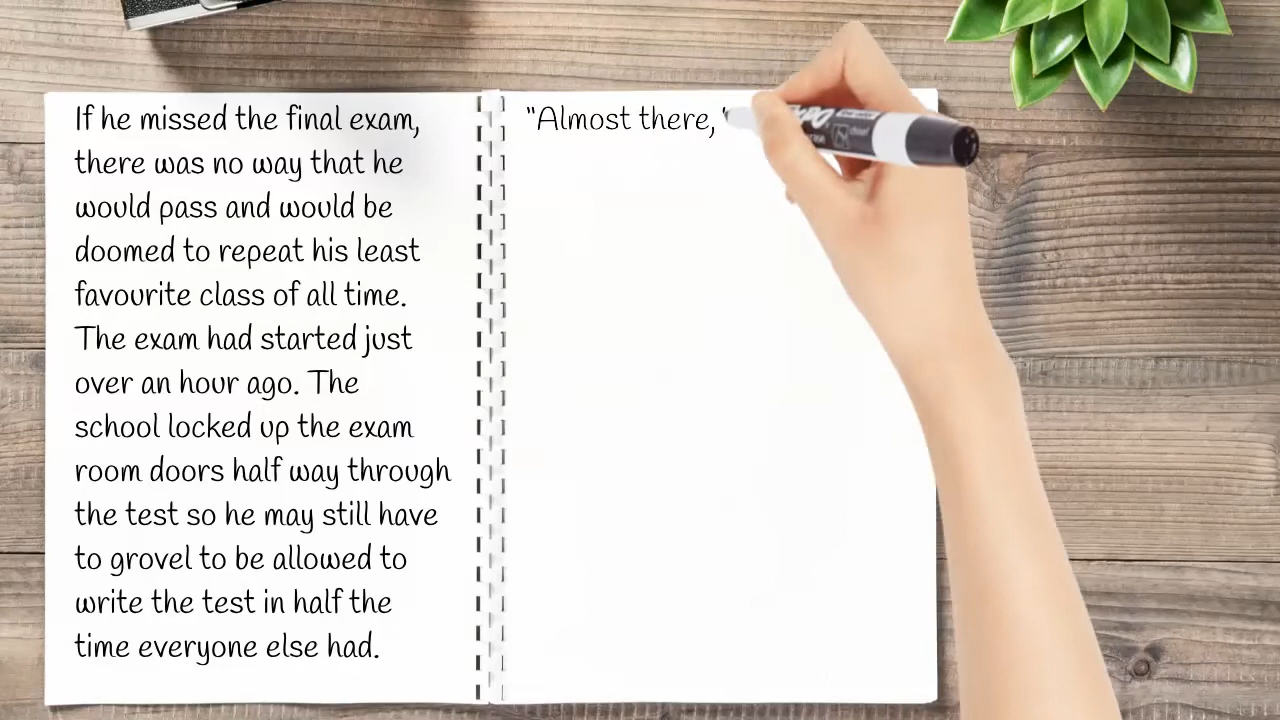 If he missed the final exam,
there was no way that he
would pass and would be
doomed to repeat his least
favourite class of all time.
The exam had started just
over an hour ago. The
school locked up the exam
room doors half way through
the test so he may still have
to grovel to be allowed to
write the test in half the
time everyone else had.
"Almost there,"
EXPO